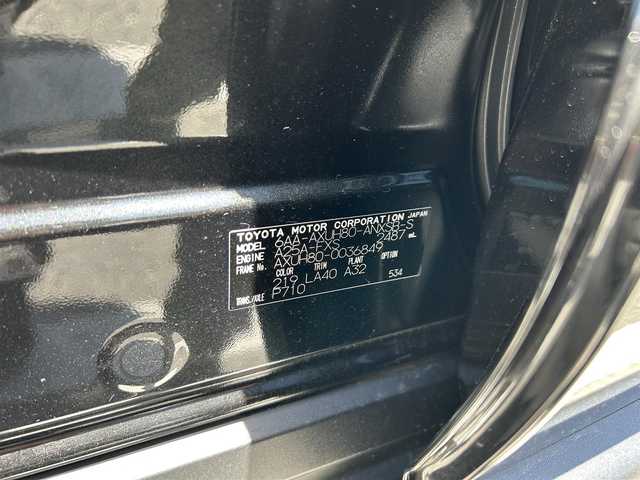 TOYOTA MOTOR CORPORATION JAPAN
MODEL 6AA-AXUH80-ANXSB-S
ENGINE A25A-FXS 2487 mL
FRAME No. AXUH80-0036849
COLOR TRIM PLANT OPTION
219 LA40 A32 534
TRANS./AXLE P710